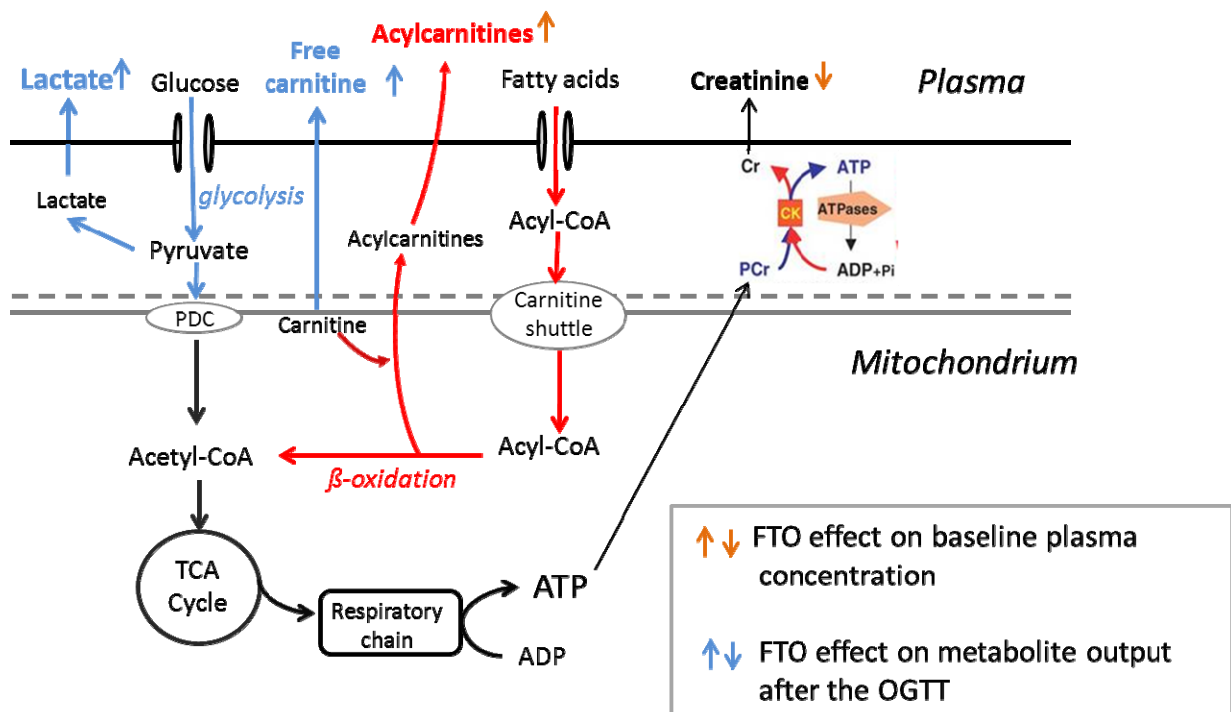 Acylcarnitines
Free
carnitine
Lactate
Glucose
Fatty acids
Creatinine
Plasma
Cr
ATP
CK
ATPases
PCr
ADP+Pi
glycolysis
Lactate
Pyruvate
Acylcarnitines
Acyl-CoA
PDC
Carnitine
Carnitine
shuttle
Mitochondrium
Acetyl-CoA
Acyl-CoA
ß-oxidation
TCA
Cycle
Respiratory
chain
ATP
ADP
FTO effect on baseline plasma
concentration
FTO effect on metabolite output
after the OGTT